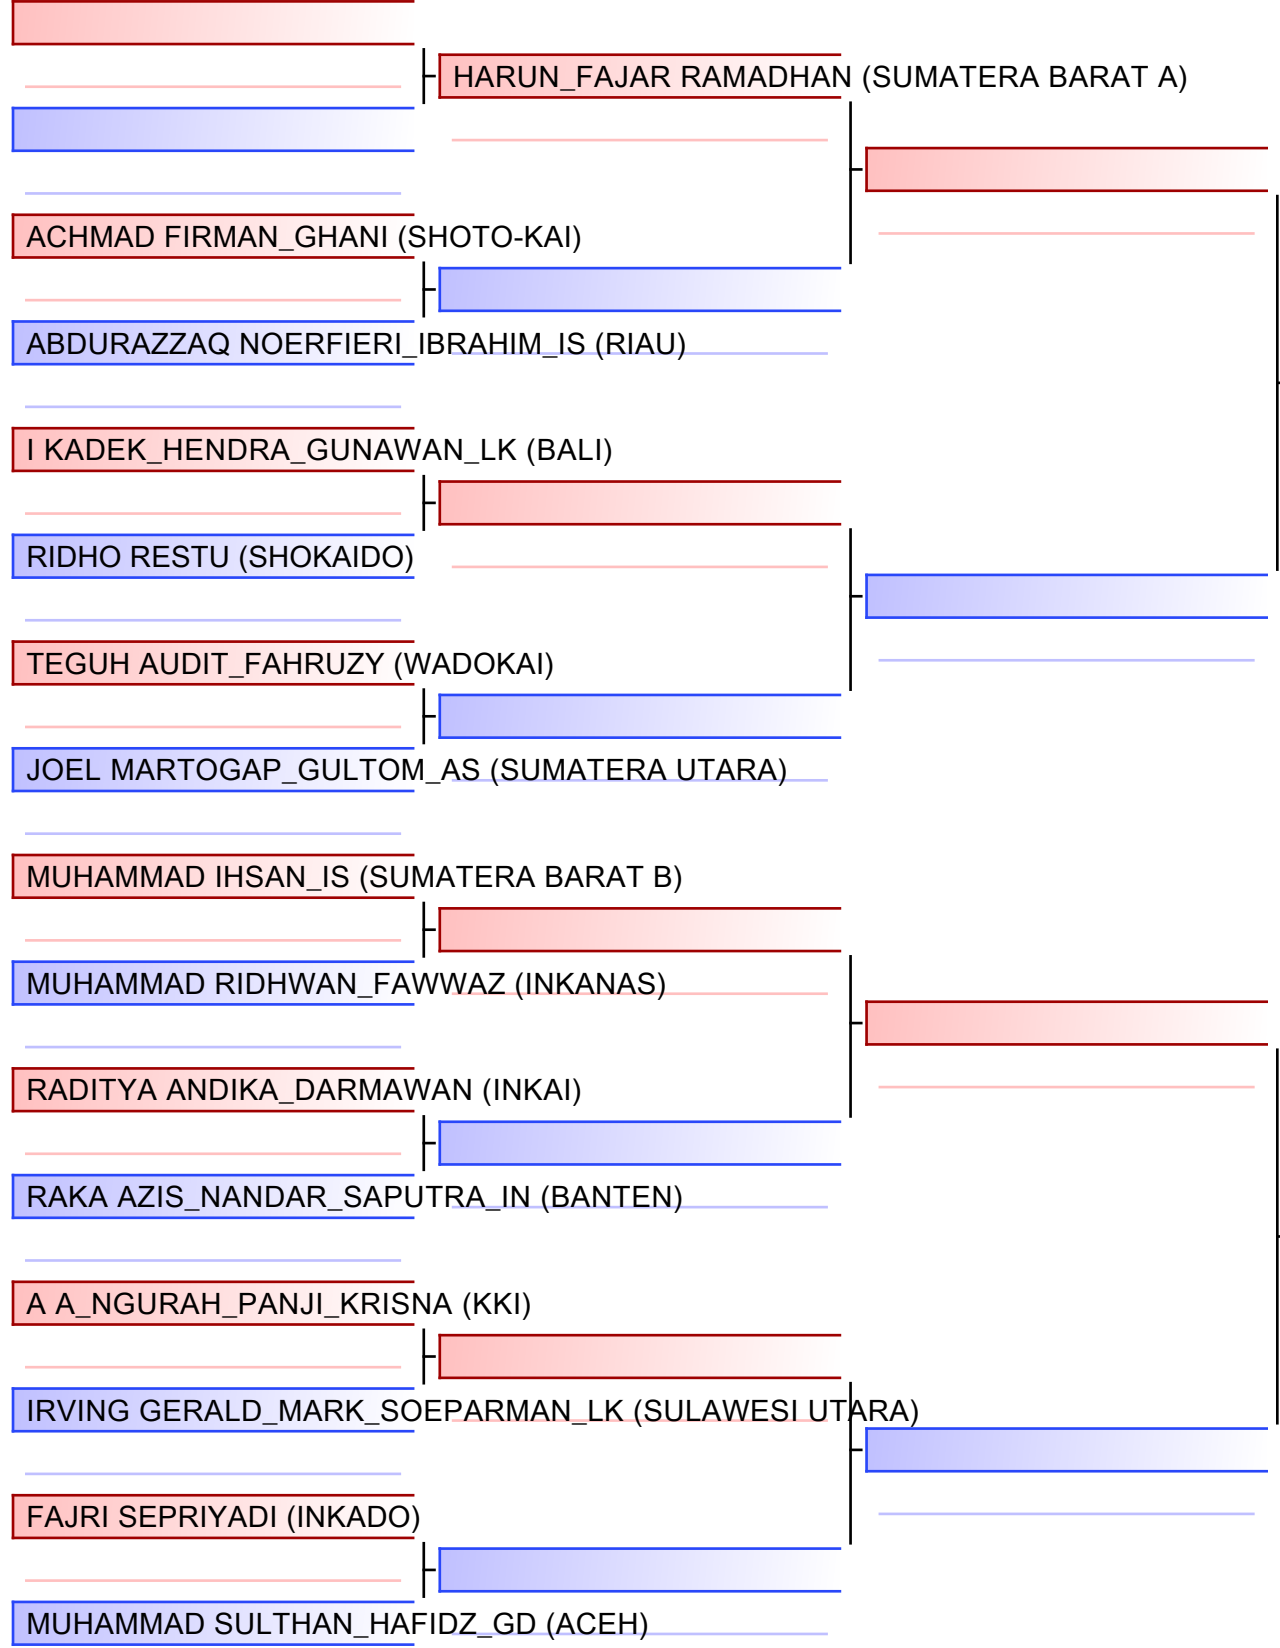 HARUN_FAJAR RAMADHAN (SUMATERA BARAT A)
ACHMAD FIRMAN_GHANI (SHOTO-KAI)
ABDURAZZAQ NOERFIERI_IBRAHIM_IS (RIAU)
I KADEK_HENDRA_GUNAWAN_LK (BALI)
RIDHO RESTU (SHOKAIDO)
TEGUH AUDIT_FAHRUZY (WADOKAI)
JOEL MARTOGAP_GULTOM_AS (SUMATERA UTARA)
MUHAMMAD IHSAN_IS (SUMATERA BARAT B)
MUHAMMAD RIDHWAN_FAWWAZ (INKANAS)
RADITYA ANDIKA_DARMAWAN (INKAI)
RAKA AZIS_NANDAR_SAPUTRA_IN (BANTEN)
A A_NGURAH_PANJI_KRISNA (KKI)
IRVING GERALD_MARK_SOEPARMAN_LK (SULAWESI UTARA)
FAJRI SEPRIYADI (INKADO)
MUHAMMAD SULTHAN_HAFIDZ_GD (ACEH)